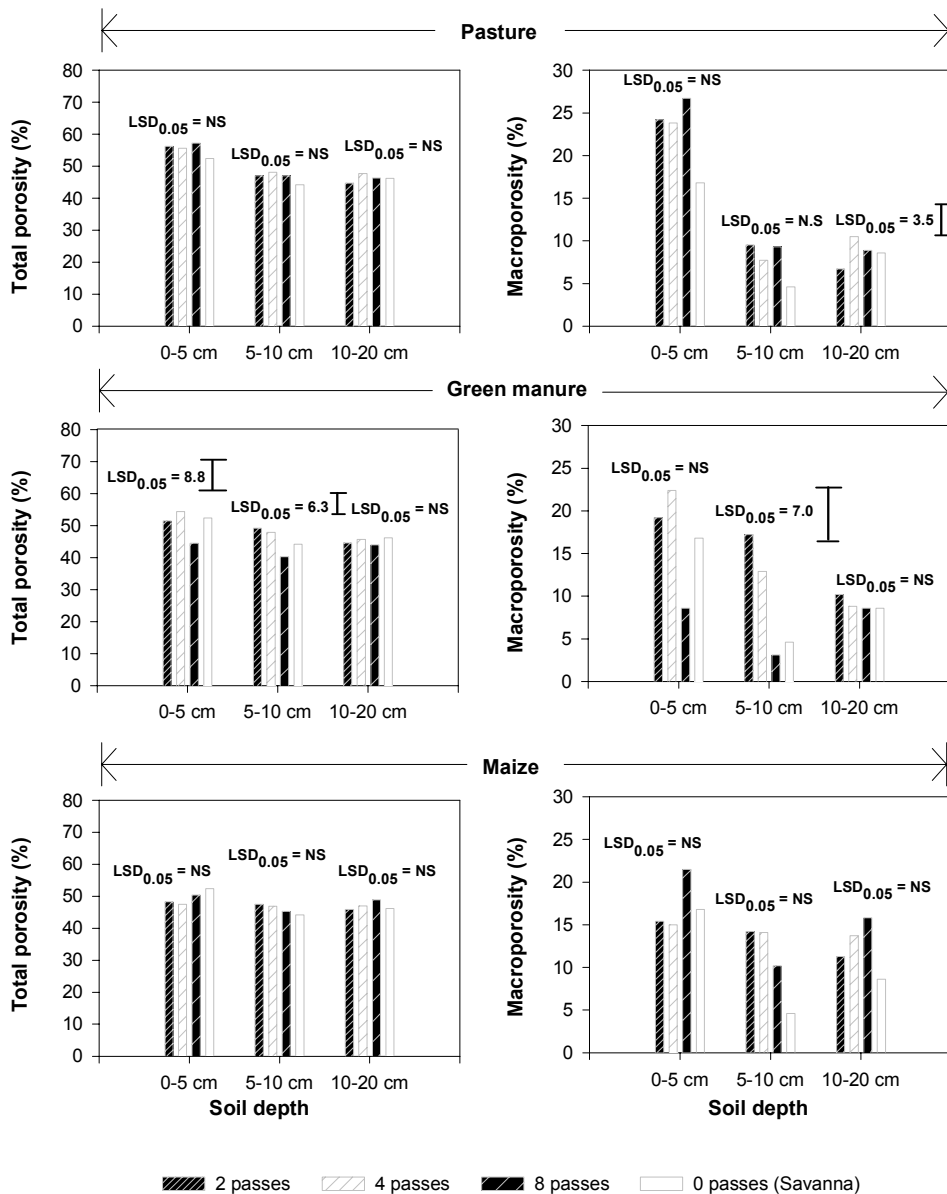 Pasture
80
70
60
50
40
30
20
10
0
Total porosity (%)
LSD0.05 = NS
LSD0.05 = NS
LSD0.05 = NS
0-5 cm 5-10 cm 10-20 cm
30
25
20
15
10
5
0
Macroporosity (%)
LSD0.05 = NS
LSD0.05 = N.S
LSD0.05 = 3.5
0-5 cm 5-10 cm 10-20 cm
Green manure
80
70
60
50
40
30
20
10
0
Total porosity (%)
LSD0.05 = 8.8
LSD0.05 = 6.3
LSD0.05 = NS
0-5 cm 5-10 cm 10-20 cm
30
25
20
15
10
5
0
Macroporosity (%)
LSD0.05 = NS
LSD0.05 = 7.0
LSD0.05 = NS
0-5 cm 5-10 cm 10-20 cm
Maize
80
70
60
50
40
30
20
10
0
Total porosity (%)
LSD0.05 = NS
LSD0.05 = NS
LSD0.05 = NS
0-5 cm 5-10 cm 10-20 cm
Soil depth
30
25
20
15
10
5
0
Macroporosity (%)
LSD0.05 = NS
LSD0.05 = NS
LSD0.05 = NS
0-5 cm 5-10 cm 10-20 cm
Soil depth
2 passes 4 passes 8 passes 0 passes (Savanna)